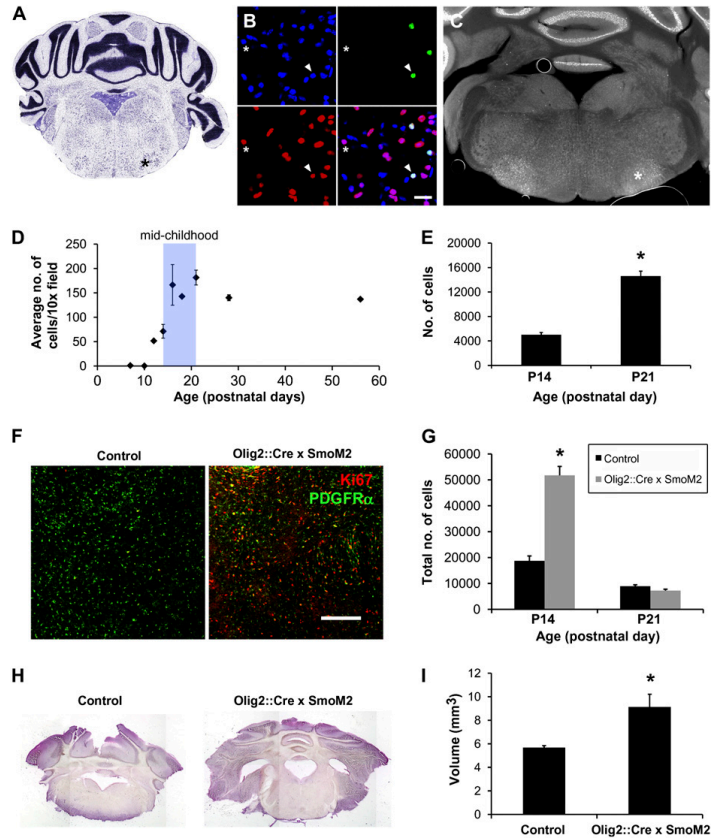 A
B
C
*
*
*
*
*
*
D
mid-childhood
Average no. of
cells/10x field
250
200
150
100
50
0
0 10 20 30 40 50 60
Age (postnatal days)
E
No. of cells
20000
16000
12000
8000
4000
0
*
P14 P21
Age (postnatal day)
F
Control
Olig2::Cre x SmoM2
Ki67
PDGFRα
G
Control
Olig2::Cre x SmoM2
Total no. of cells
60000
50000
40000
30000
20000
10000
0
*
P14 P21
Age (postnatal day)
H
Control
Olig2::Cre x SmoM2
I
Volume (mm³)
12
10
8
6
4
2
0
*
Control Olig2::Cre x SmoM2